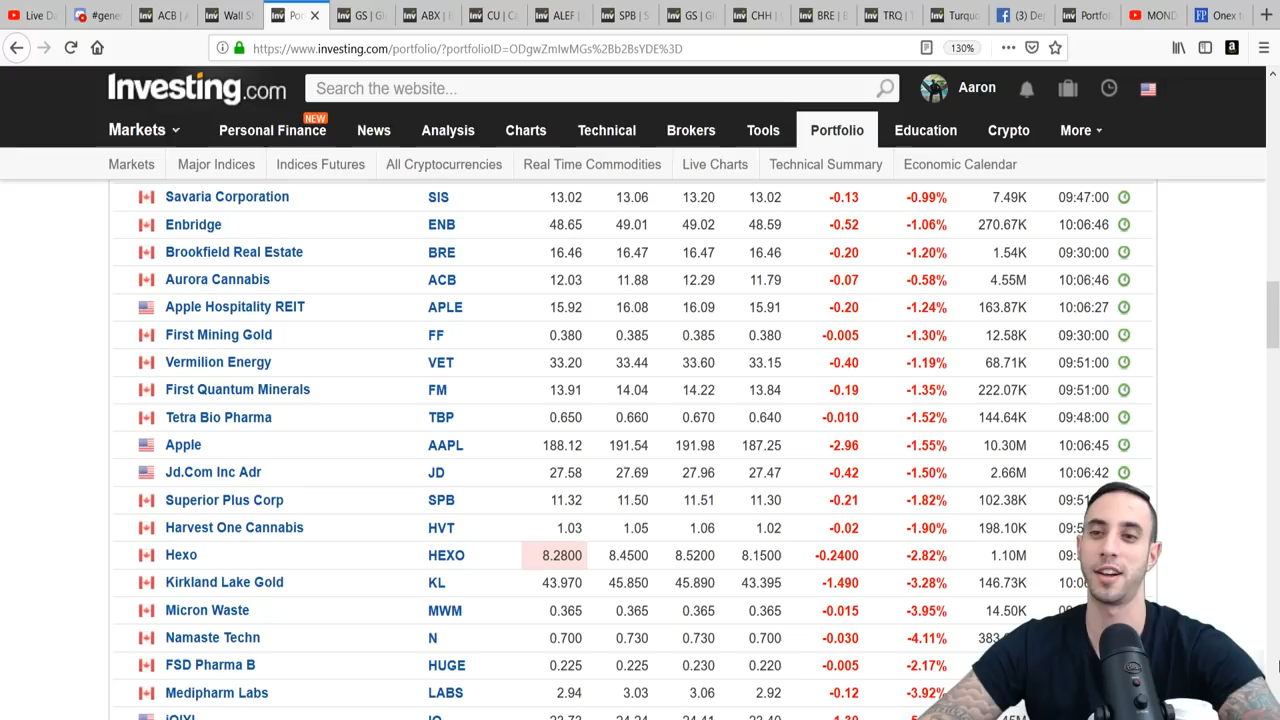 Live Da
#gene
ACB |
Wall S
Por
GS | G
ABX |
CU | C
ALEF
SPB | S
GS | G
CHH |
BRE |
TRQ |
Turquo
(3) De
Portfo
MOND
Onex t
https://www.investing.com/portfolio/?portfolioID=ODgwZmIwMGs%2Bb2BsYDE%3D
130%
Investing.com
Search the website...
Aaron
NEW
Markets Personal Finance News Analysis Charts Technical Brokers Tools Portfolio Education Crypto More
Markets Major Indices Indices Futures All Cryptocurrencies Real Time Commodities Live Charts Technical Summary Economic Calendar
Savaria Corporation SIS 13.02 13.06 13.20 13.02 -0.13 -0.99% 7.49K 09:47:00
Enbridge ENB 48.65 49.01 49.02 48.59 -0.52 -1.06% 270.67K 10:06:46
Brookfield Real Estate BRE 16.46 16.47 16.47 16.46 -0.20 -1.20% 1.54K 09:30:00
Aurora Cannabis ACB 12.03 11.88 12.29 11.79 -0.07 -0.58% 4.55M 10:06:46
Apple Hospitality REIT APLE 15.92 16.08 16.09 15.91 -0.20 -1.24% 163.87K 10:06:27
First Mining Gold FF 0.380 0.385 0.385 0.380 -0.005 -1.30% 12.58K 09:30:00
Vermilion Energy VET 33.20 33.44 33.60 33.15 -0.40 -1.19% 68.71K 09:51:00
First Quantum Minerals FM 13.91 14.04 14.22 13.84 -0.19 -1.35% 222.07K 09:51:00
Tetra Bio Pharma TBP 0.650 0.660 0.670 0.640 -0.010 -1.52% 144.64K 09:48:00
Apple AAPL 188.12 191.54 191.98 187.25 -2.96 -1.55% 10.30M 10:06:45
Jd.Com Inc Adr JD 27.58 27.69 27.96 27.47 -0.42 -1.50% 2.66M 10:06:42
Superior Plus Corp SPB 11.32 11.50 11.51 11.30 -0.21 -1.82% 102.38K 09:51
Harvest One Cannabis HVT 1.03 1.05 1.06 1.02 -0.02 -1.90% 198.10K 09:5
Hexo HEXO 8.2800 8.4500 8.5200 8.1500 -0.2400 -2.82% 1.10M 09:
Kirkland Lake Gold KL 43.970 45.850 45.890 43.395 -1.490 -3.28% 146.73K 10:06
Micron Waste MWM 0.365 0.365 0.365 0.365 -0.015 -3.95% 14.50K 09:
Namaste Techn N 0.700 0.730 0.730 0.700 -0.030 -4.11% 383.
FSD Pharma B HUGE 0.225 0.225 0.230 0.220 -0.005 -2.17%
Medipharm Labs LABS 2.94 3.03 3.06 2.92 -0.12 -3.92%